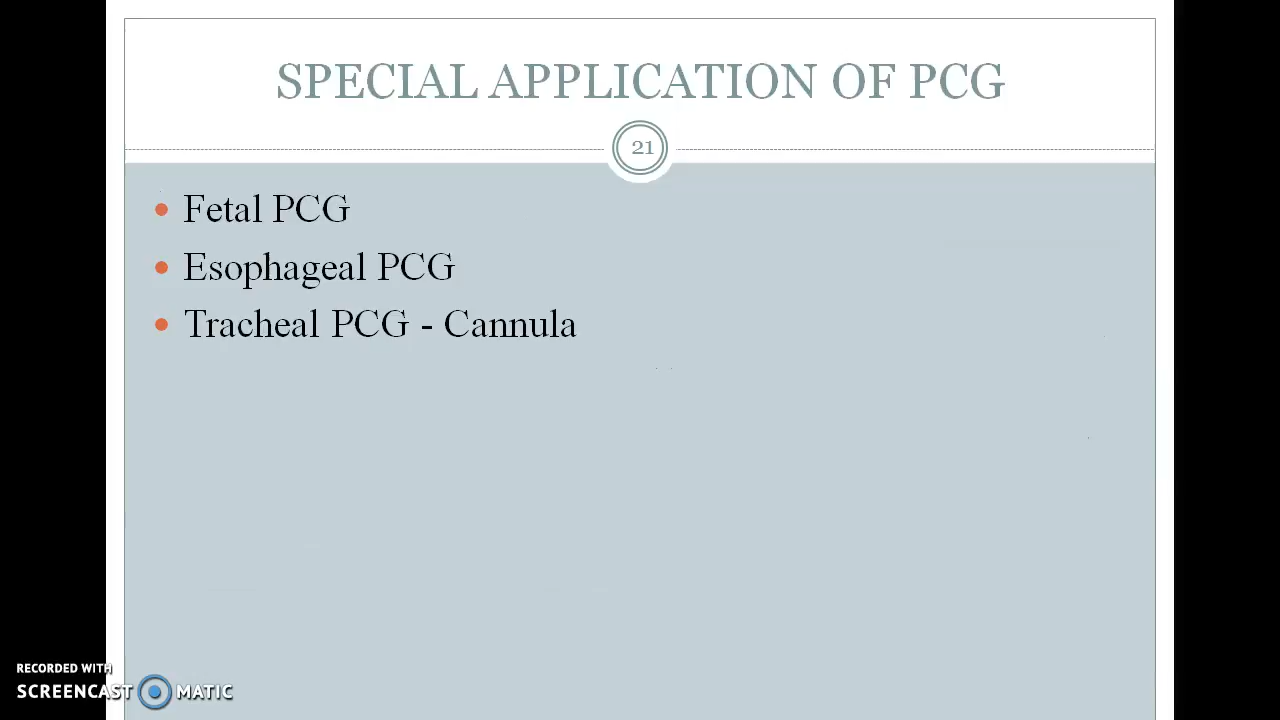 SPECIAL APPLICATION OF PCG
21
Fetal PCG
Esophageal PCG
Tracheal PCG - Cannula
RECORDED WITH
SCREENCAST MATIC